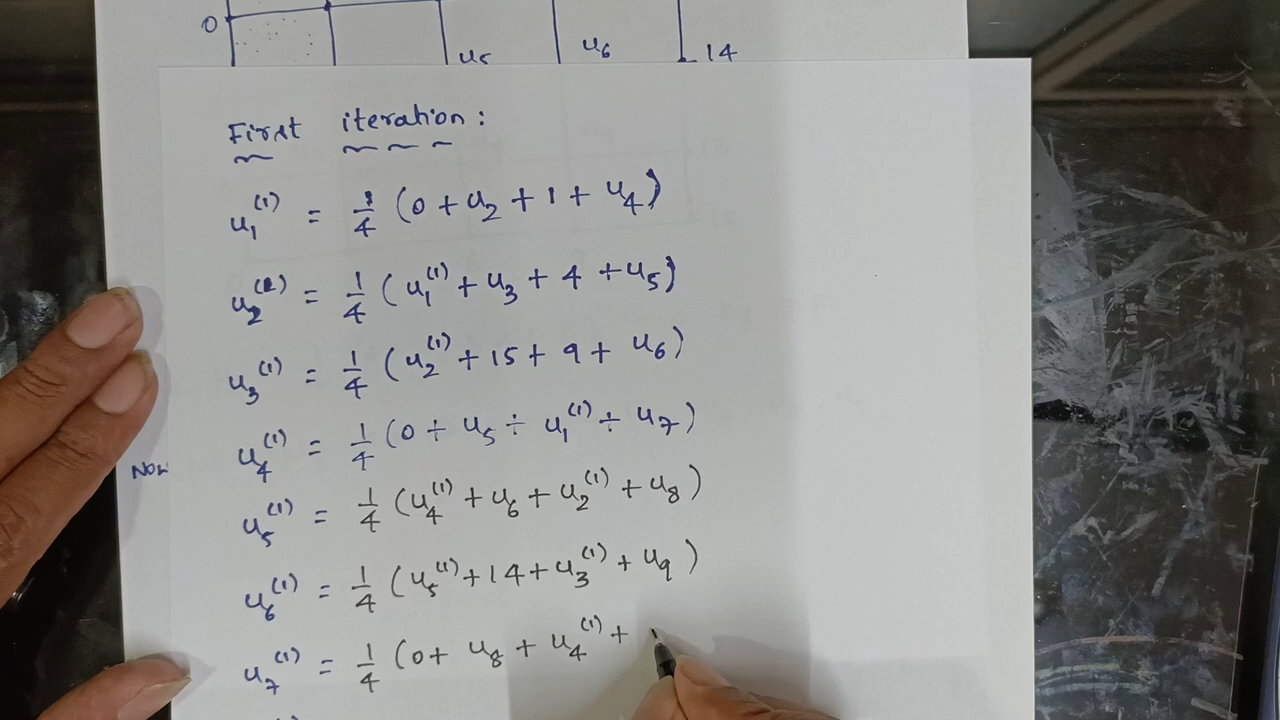 0
u₅ u₆ 14
First iteration:
u₁⁽¹⁾ = 1/4 (0 + u₂ + 1 + u₄)
u₂⁽¹⁾ = 1/4 (u₁⁽¹⁾ + u₃ + 4 + u₅)
u₃⁽¹⁾ = 1/4 (u₂⁽¹⁾ + 15 + 9 + u₆)
u₄⁽¹⁾ = 1/4 (0 + u₅ + u₁⁽¹⁾ + u₇)
Now
u₅⁽¹⁾ = 1/4 (u₄⁽¹⁾ + u₆ + u₂⁽¹⁾ + u₈)
u₆⁽¹⁾ = 1/4 (u₅⁽¹⁾ + 14 + u₃⁽¹⁾ + u₉)
u₇⁽¹⁾ = 1/4 (0 + u₈ + u₄⁽¹⁾ +